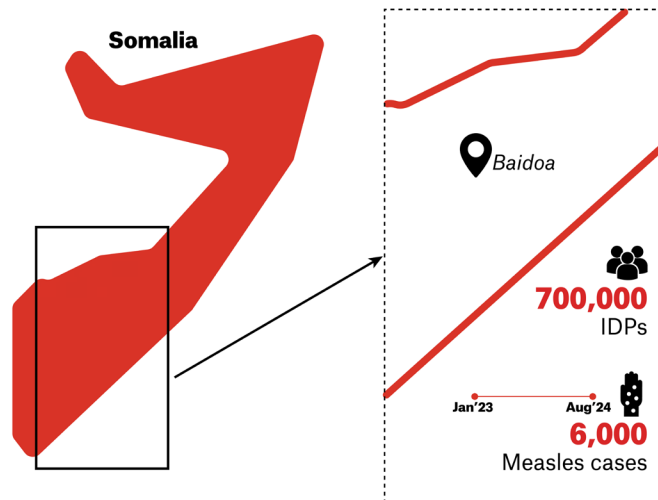 Somalia
Baidoa
700,000
IDPs
Jan'23
Aug'24
6,000
Measles cases